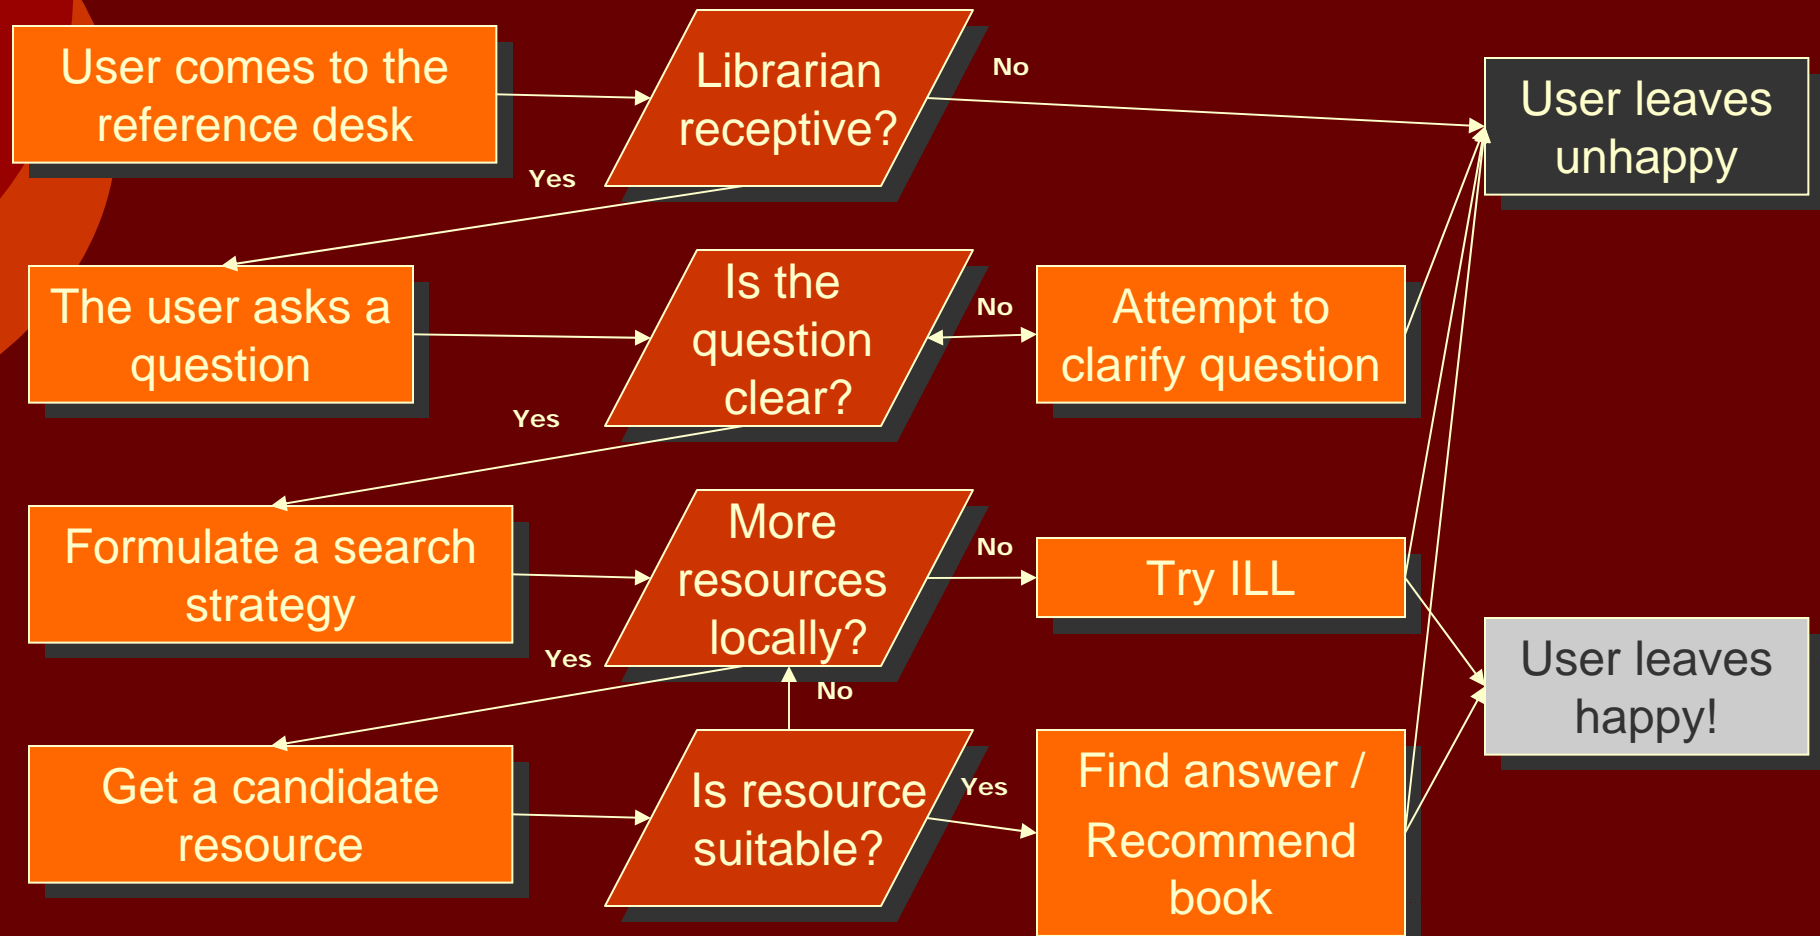 User comes to the
reference desk
Librarian
receptive?
No
User leaves
unhappy
Yes
The user asks a
question
Is the
question
clear?
No
Attempt to
clarify question
Yes
Formulate a search
strategy
More
resources
locally?
No
Try ILL
Yes
No
User leaves
happy!
Get a candidate
resource
Is resource
suitable?
Yes
Find answer /
Recommend
book